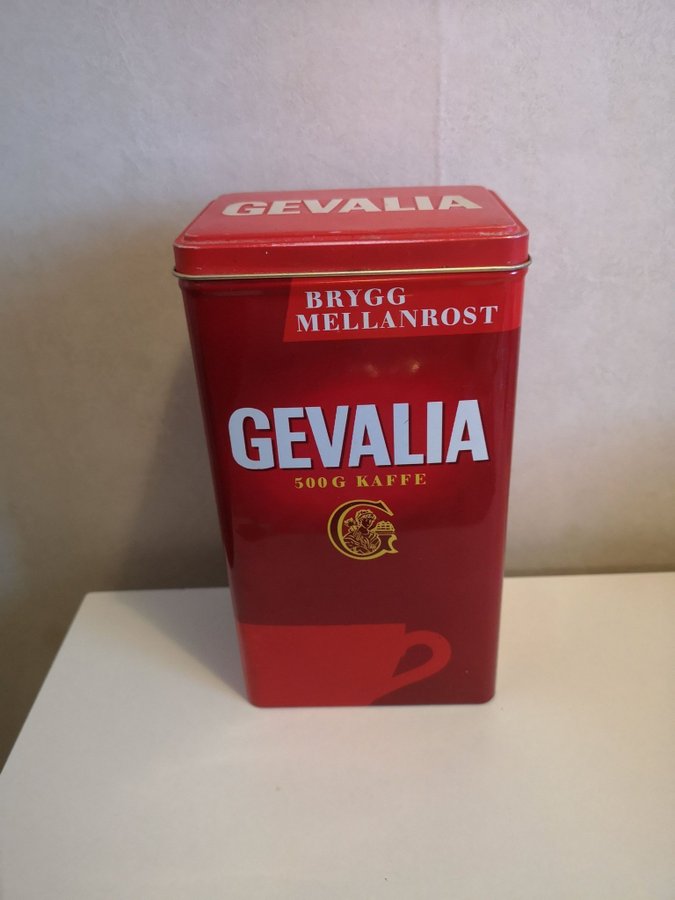 GEVALIA
BRYGG
MELLANROST
GEVALIA
500G KAFFE
G